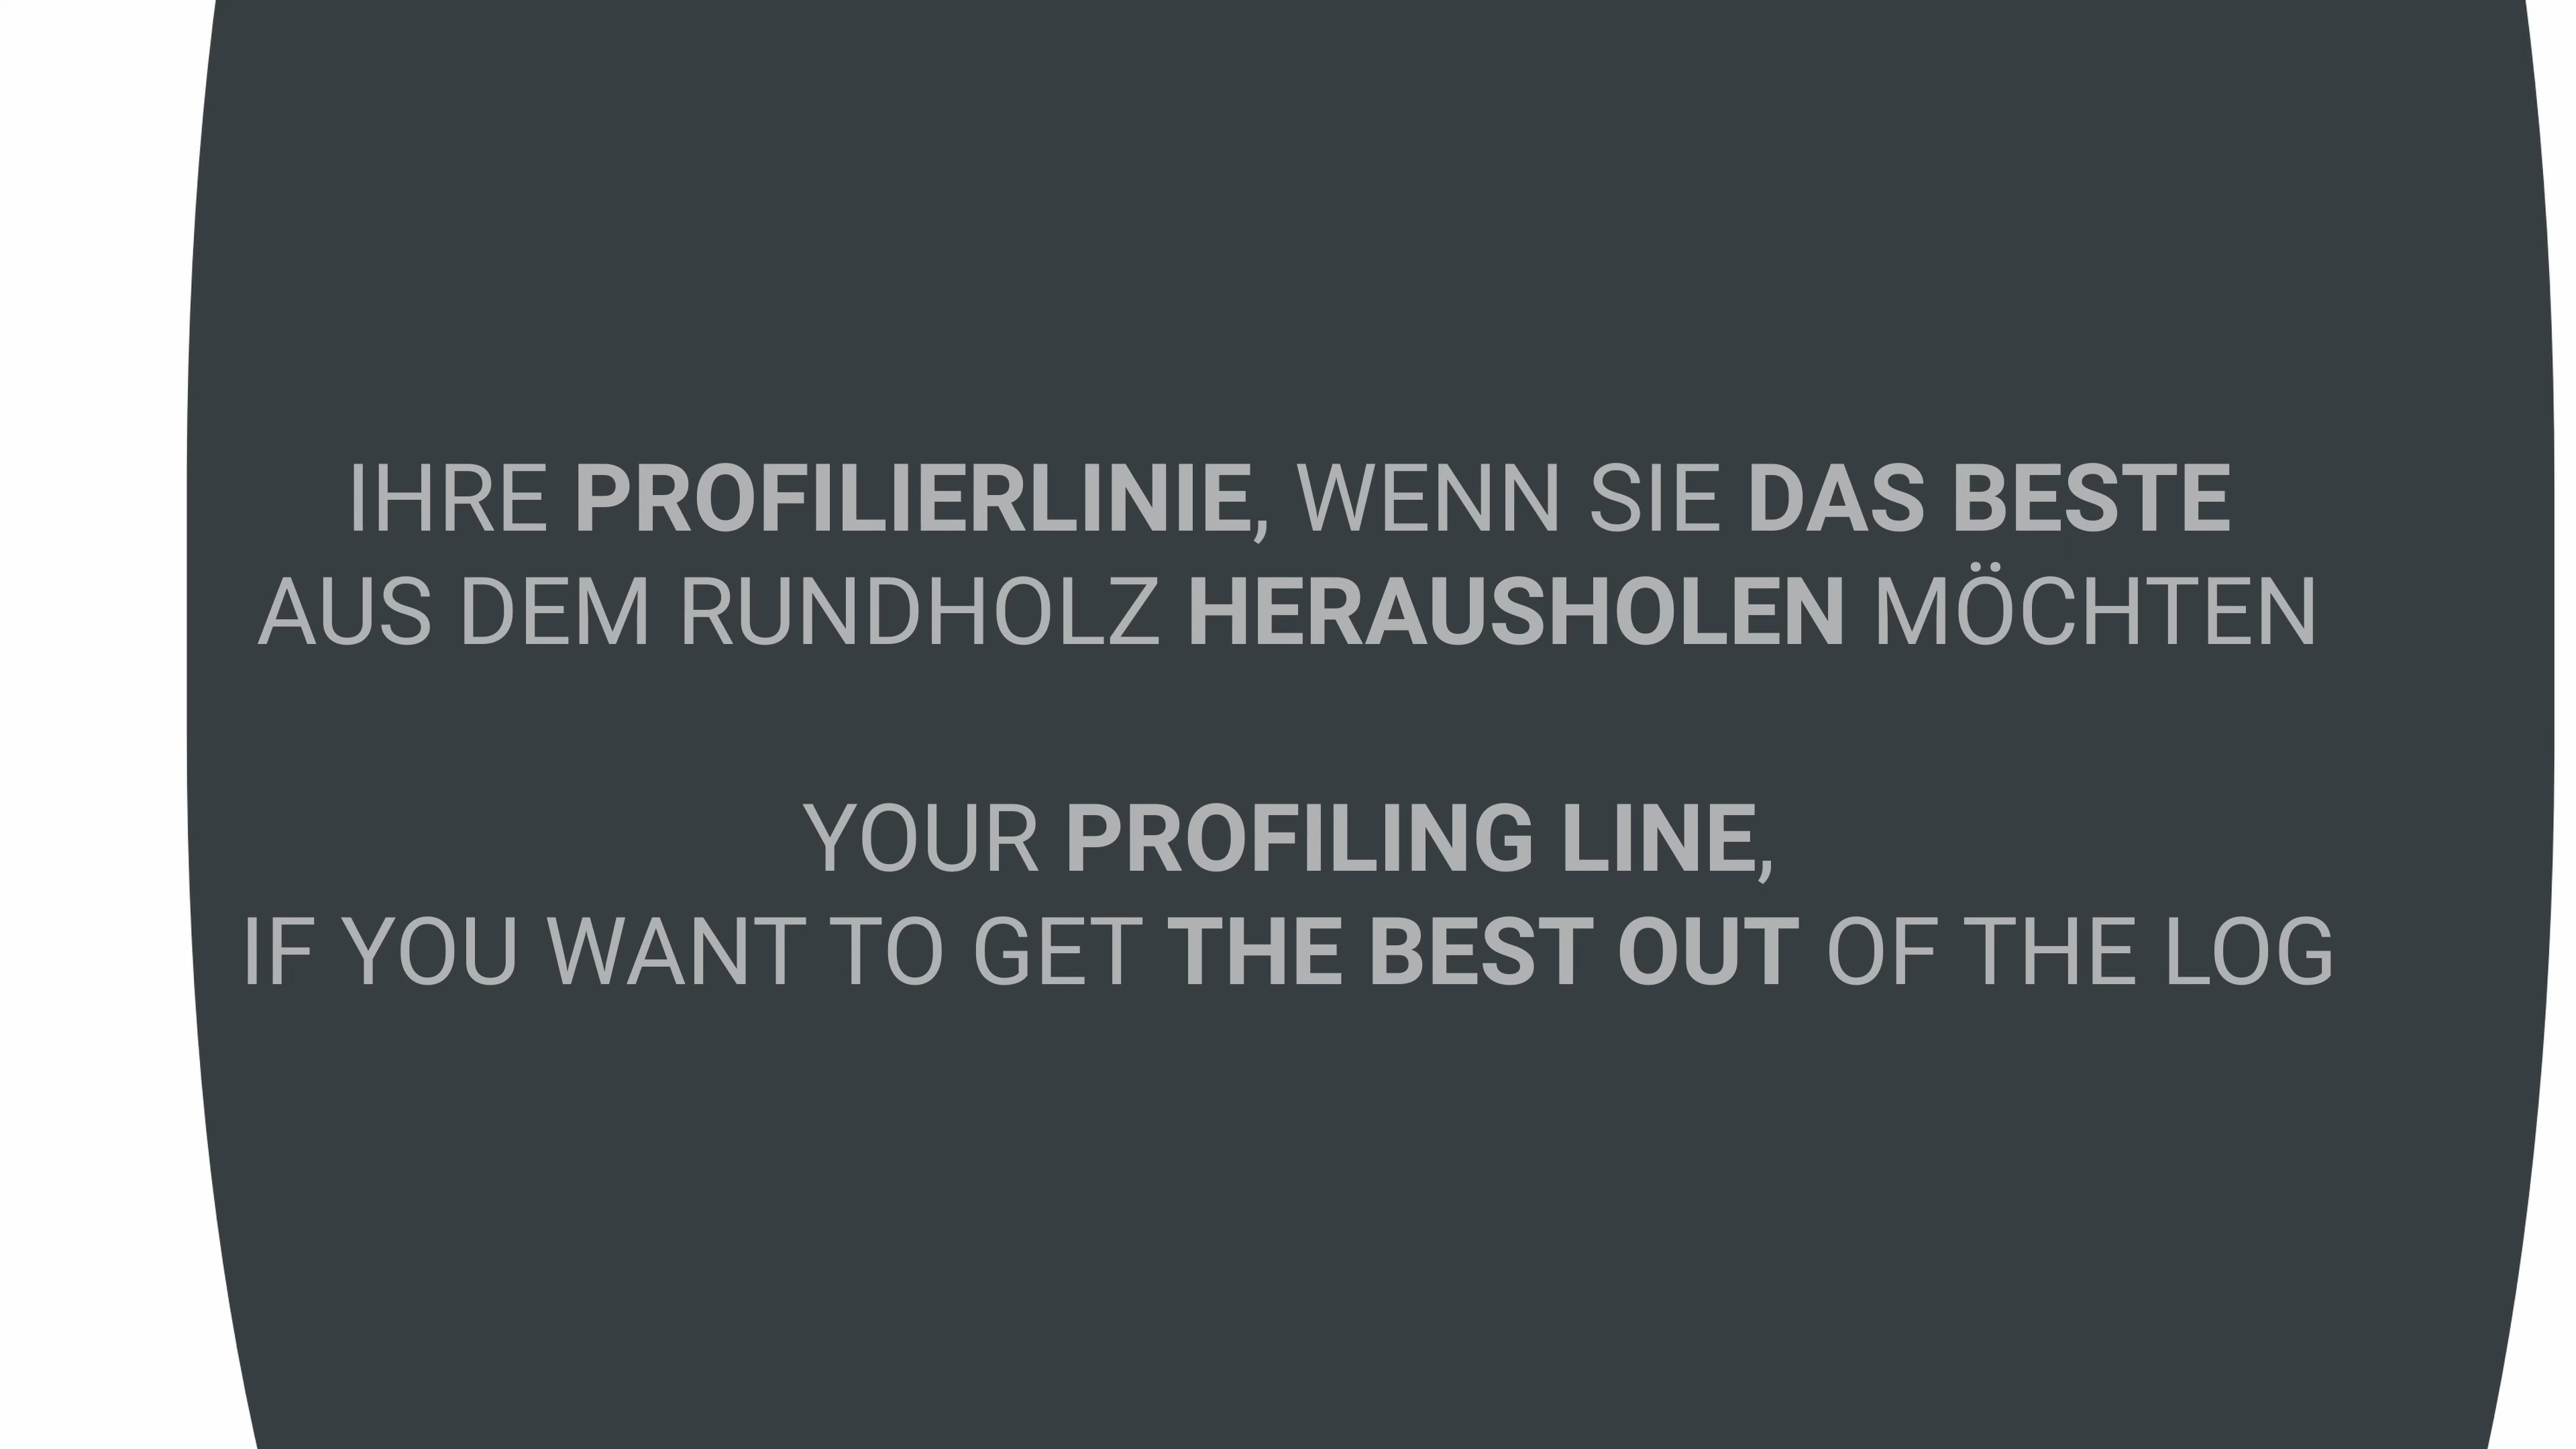 IHRE PROFILIERLINIE, WENN SIE DAS BESTE
AUS DEM RUNDHOLZ HERAUSHOLEN MÖCHTEN
YOUR PROFILING LINE,
IF YOU WANT TO GET THE BEST OUT OF THE LOG